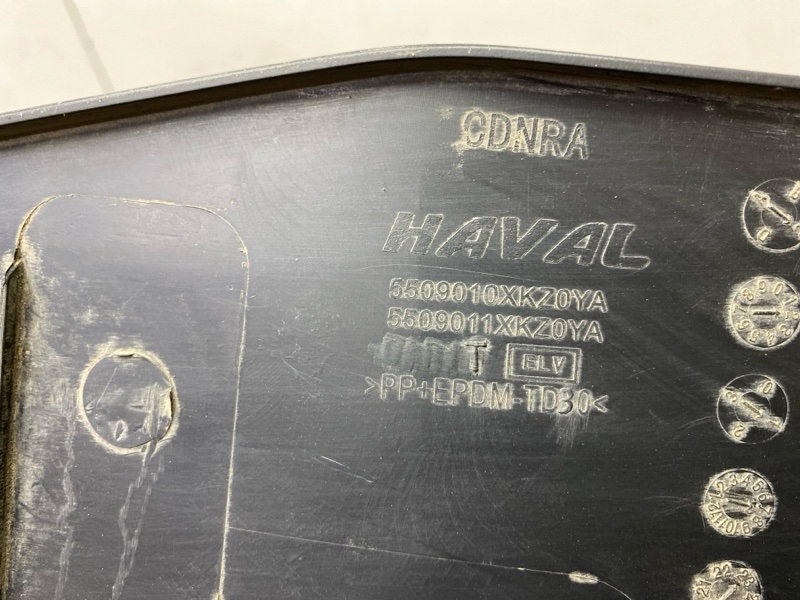 CDNRA
HAVAL
5509010XKZ0YA
5509011XKZ0YA
T ELV
>PP+EPDM-TD30<